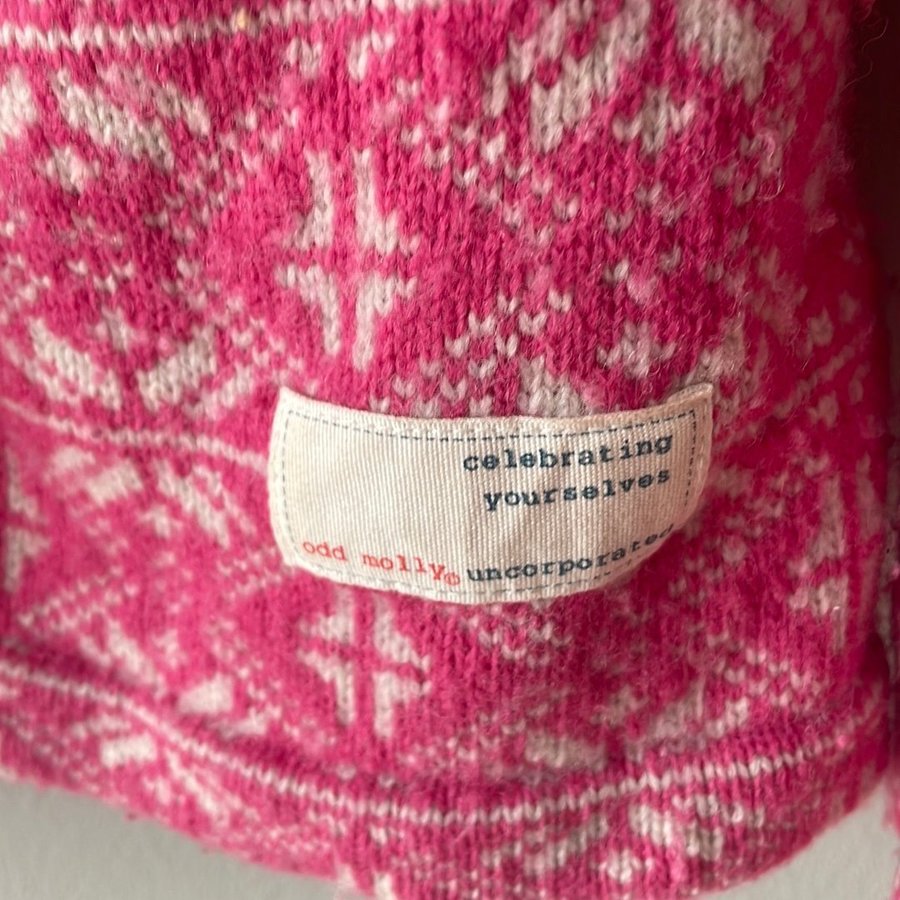 celebrating
yourselves
odd molly® uncorporated